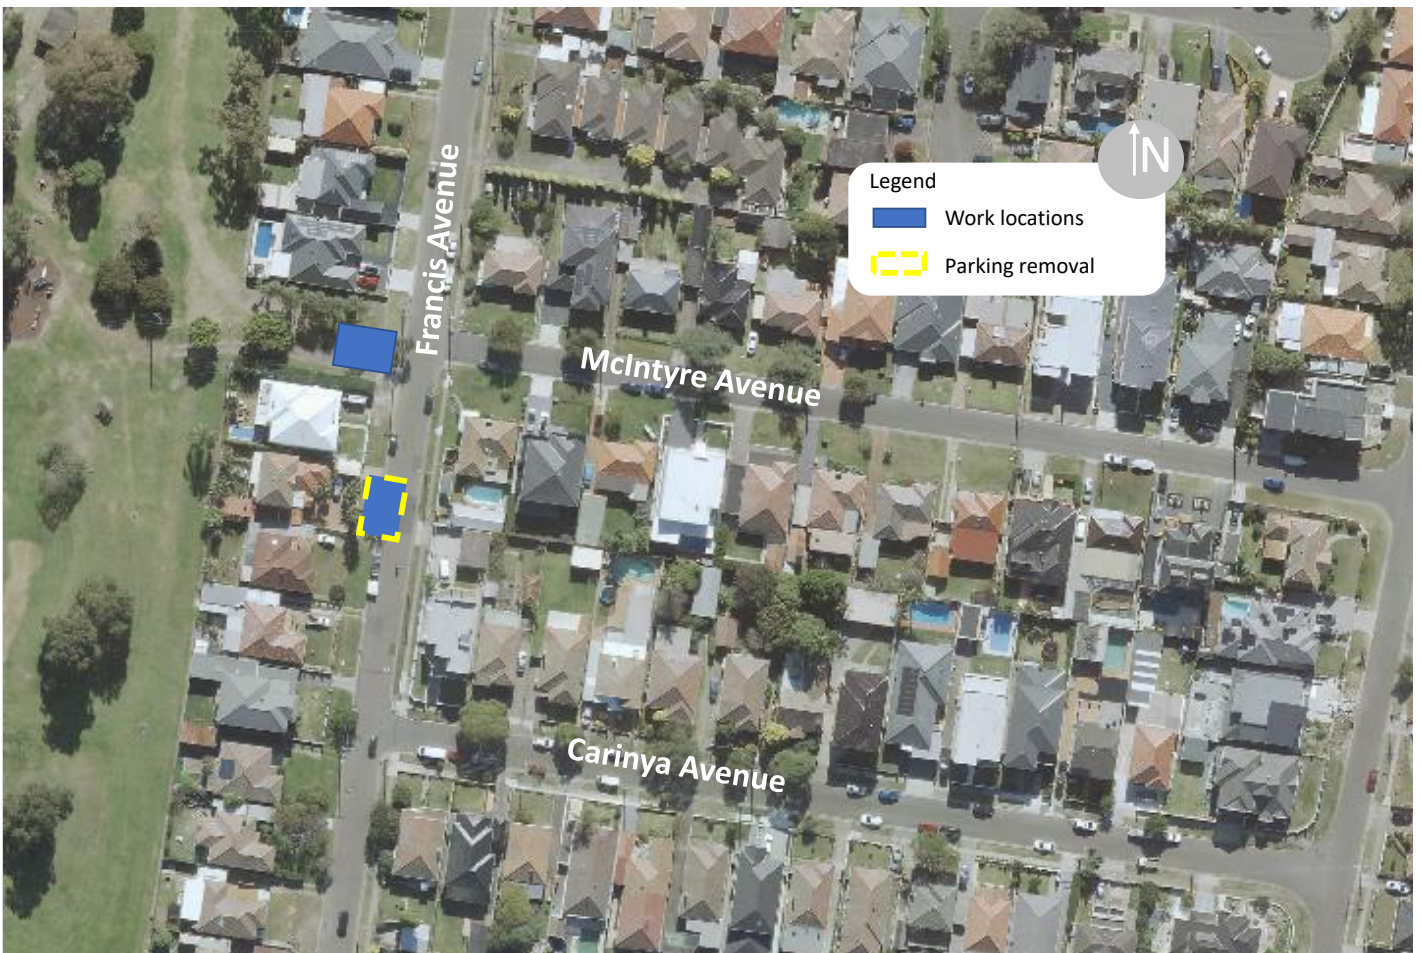 Francis Avenue
N
Legend
Work locations
Parking removal
McIntyre Avenue
Carinya Avenue